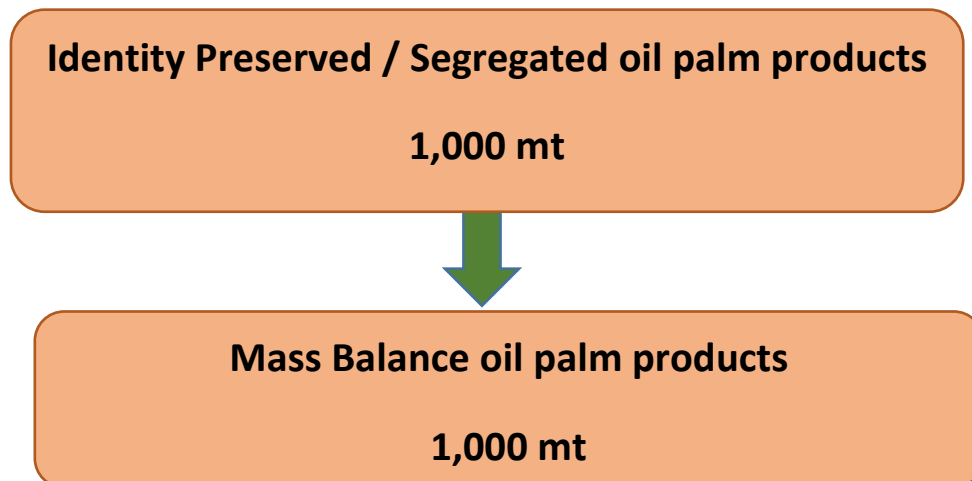 Identity Preserved / Segregated oil palm products
1,000 mt
Mass Balance oil palm products
1,000 mt